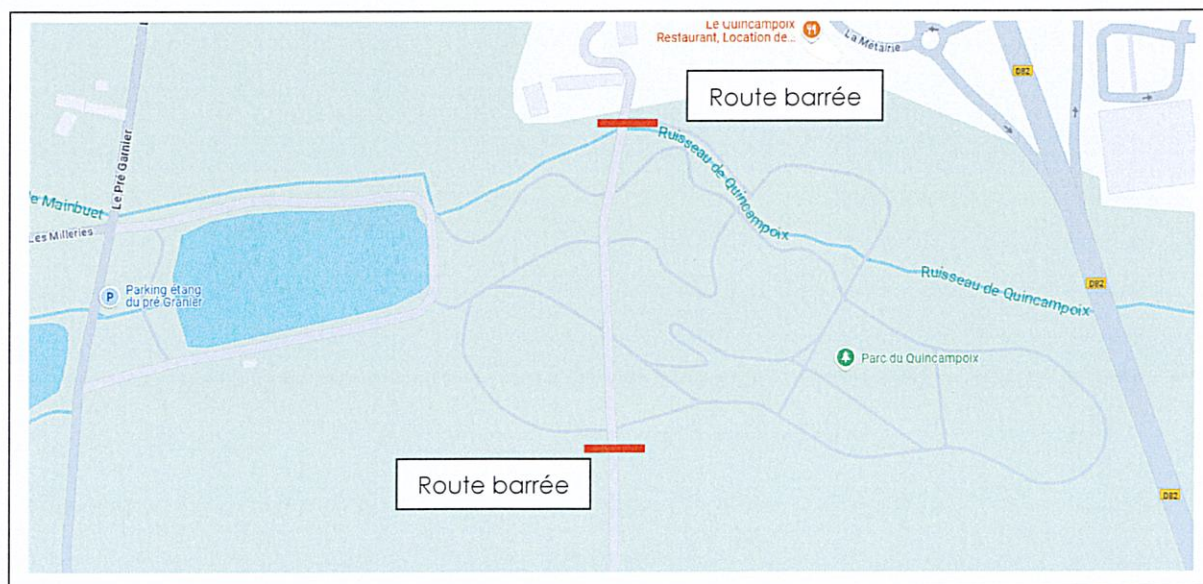 Le Quincampoix
Restaurant, Location de...
La Métairie
D82
Route barrée
Le Pré Garnier
Ruisseau de Quincampoix
de Mainbuet
Les Milleries
Parking étang
du pré Granier
Ruisseau de Quincampoix
D82
Parc du Quincampoix
Route barrée
D82